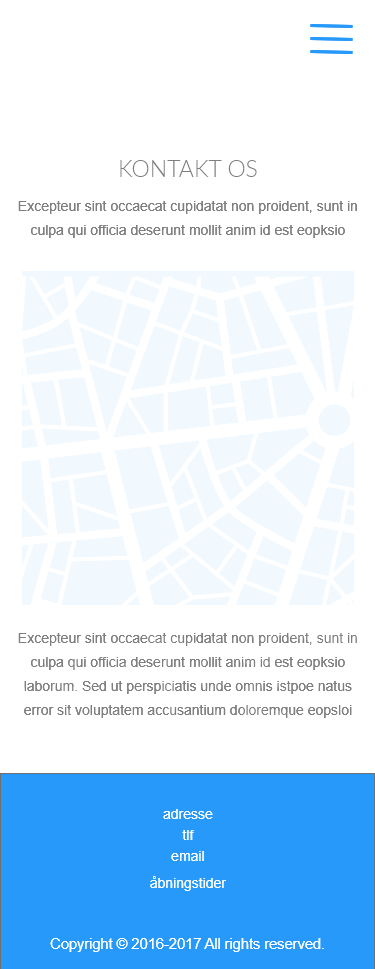 KONTAKT OS
Excepteur sint occaecat cupidatat non proident, sunt in
culpa qui officia deserunt mollit anim id est eopksio
Excepteur sint occaecat cupidatat non proident, sunt in
culpa qui officia deserunt mollit anim id est eopksio
laborum. Sed ut perspiciatis unde omnis istpoe natus
error sit voluptatem accusantium doloremque eopsloi
adresse
tlf
email
åbningstider
Copyright © 2016-2017 All rights reserved.